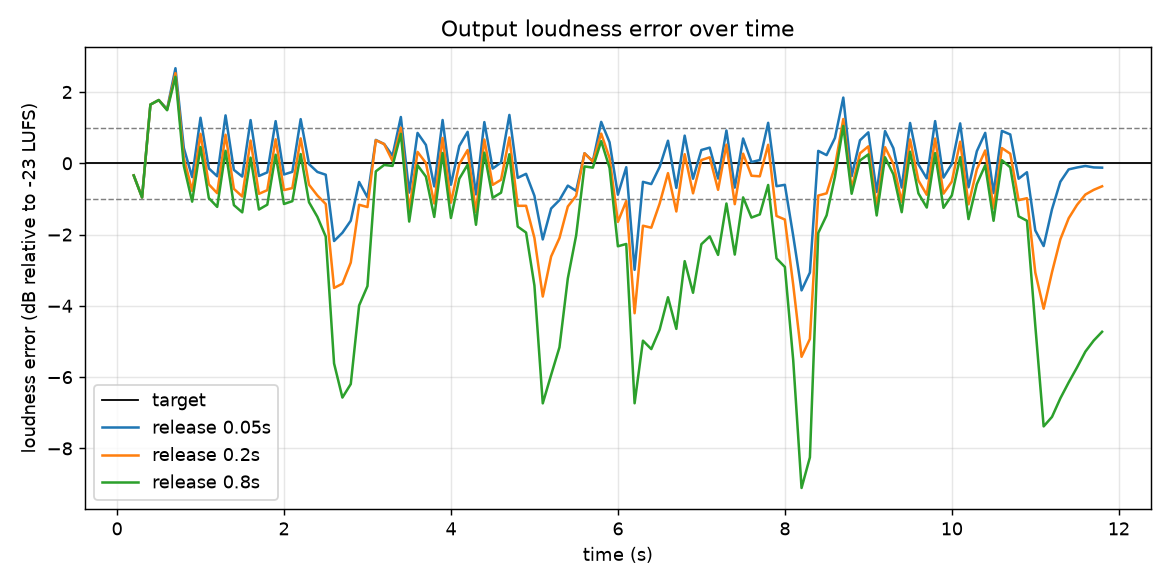 Output loudness error over time
loudness error (dB relative to -23 LUFS)
2
0
−2
−4
−6
−8
target
release 0.05s
release 0.2s
release 0.8s
0 2 4 6 8 10 12
time (s)